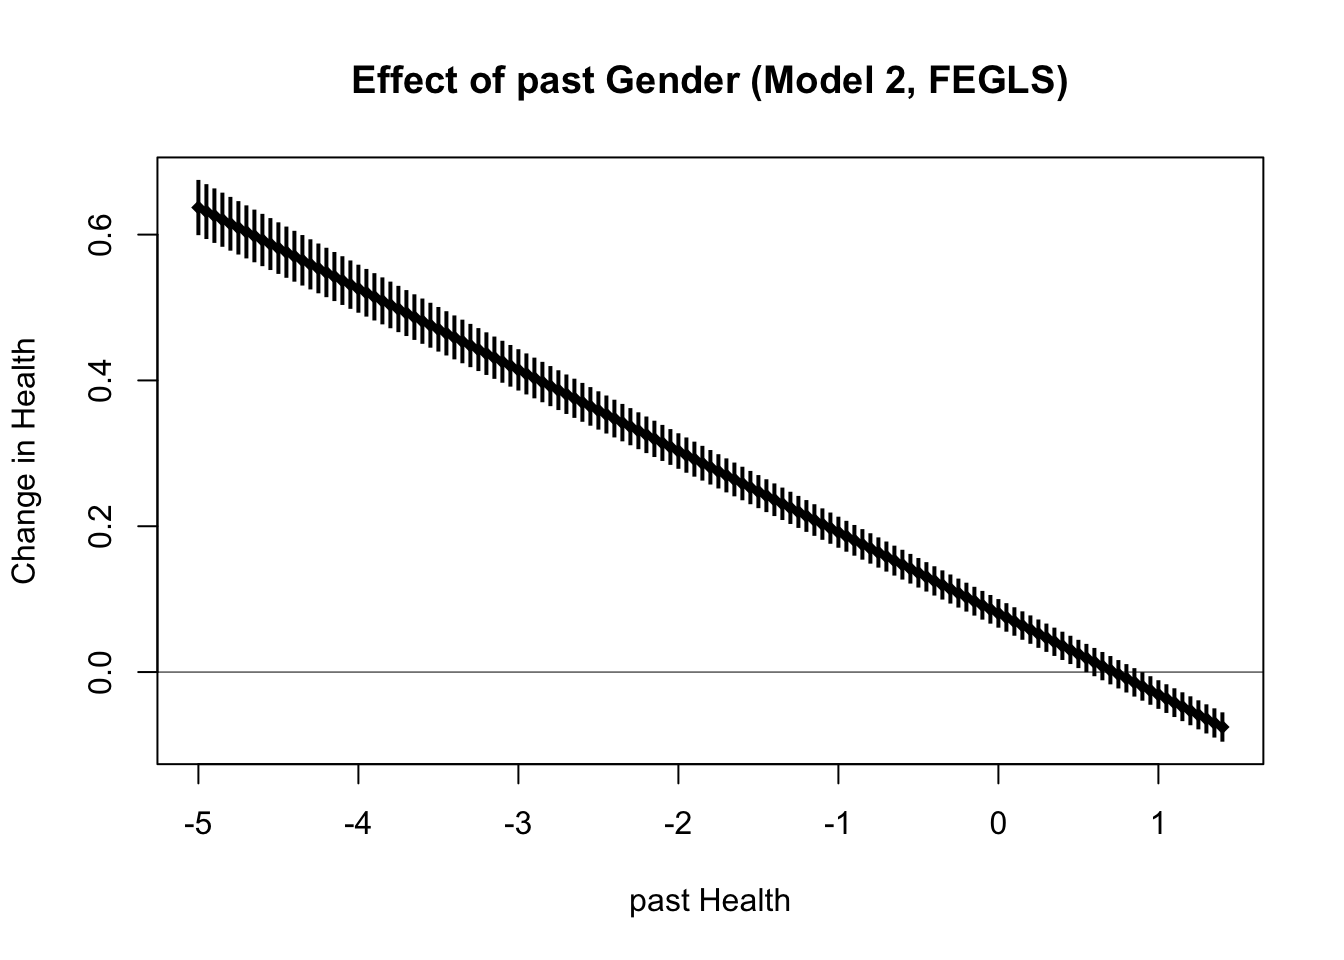 Effect of past Gender (Model 2, FEGLS)
Change in Health
0.6
0.4
0.2
0.0
-5 -4 -3 -2 -1 0 1
past Health